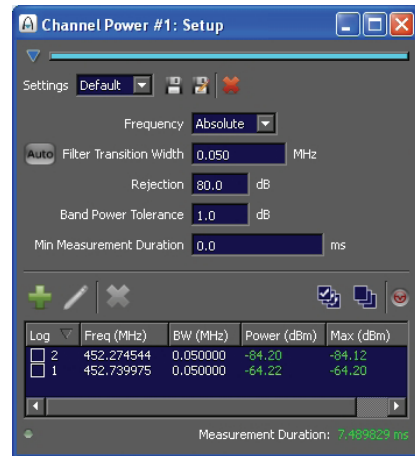 Channel Power #1: Setup
Settings Default
Frequency Absolute
Auto Filter Transition Width 0.050 MHz
Rejection 80.0 dB
Band Power Tolerance 1.0 dB
Min Measurement Duration 0.0 ms
Log Freq (MHz) BW (MHz) Power (dBm) Max (dBm)
2 452.274544 0.050000 -84.20 -84.12
1 452.739975 0.050000 -64.22 -64.20
Measurement Duration: 7.489829 ms